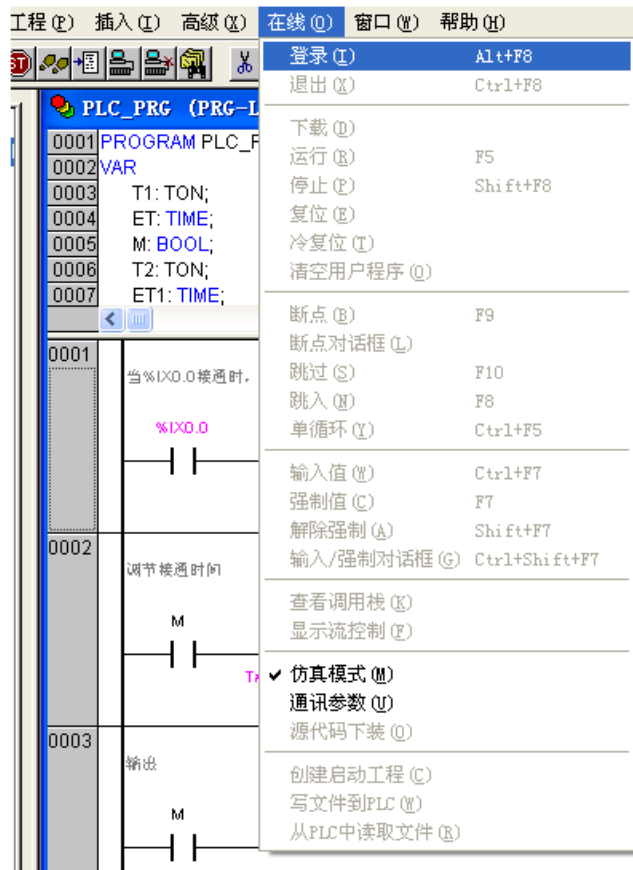 工程(P) 插入(I) 高级(X) 在线(O) 窗口(W) 帮助(H)
登录(I) Alt+F8
退出(X) Ctrl+F8
下载(D)
运行(R) F5
停止(P) Shift+F8
复位(E)
冷复位(T)
清空用户程序(O)
断点(B) F9
断点对话框(L)
跳过(S) F10
跳入(N) F8
单循环(Y) Ctrl+F5
输入值(W) Ctrl+F7
强制值(C) F7
解除强制(A) Shift+F7
输入/强制对话框(G) Ctrl+Shift+F7
查看调用栈(K)
显示流控制(F)
✔ 仿真模式(M)
通讯参数(U)
源代码下装(O)
创建启动工程(C)
写文件到PLC(W)
从PLC中读取文件(R)
PLC_PRG (PRG-L
0001 PROGRAM PLC_F
0002 VAR
0003 T1: TON;
0004 ET: TIME;
0005 M: BOOL;
0006 T2: TON;
0007 ET1: TIME;
0001
当%IX0.0接通时,
%IX0.0
0002
调节接通时间
M
0003
输出
M